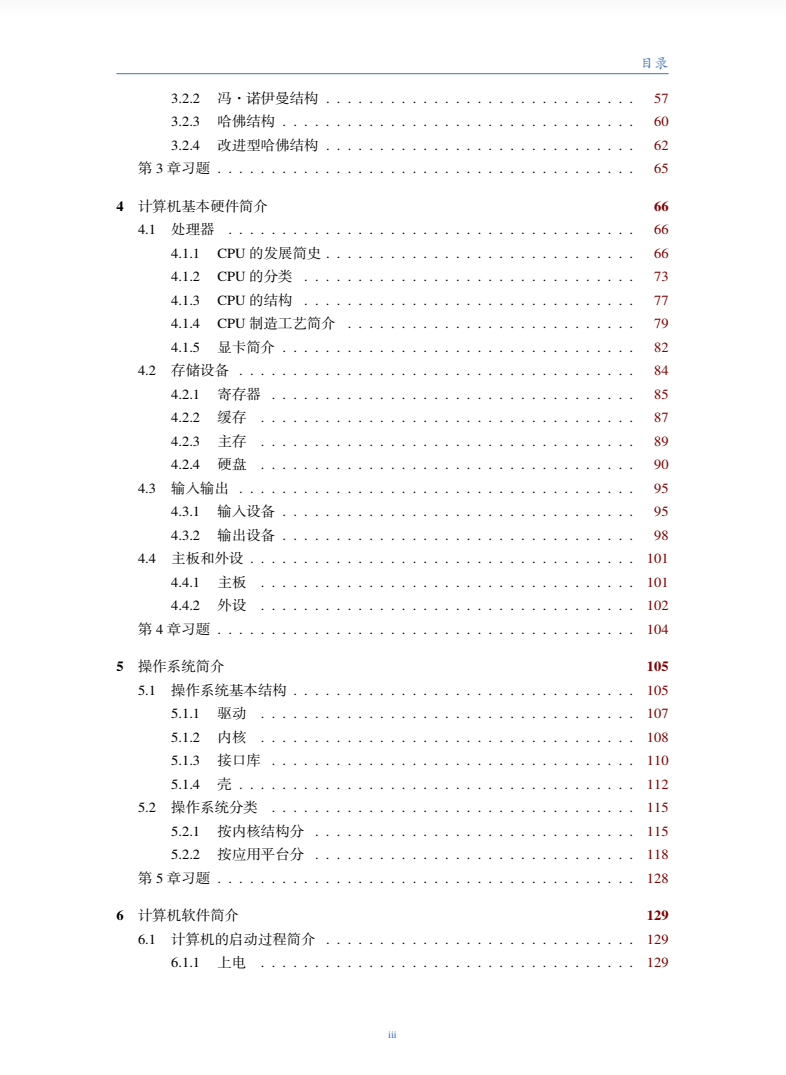 目录
3.2.2 冯·诺伊曼结构 . . . . . . . . . . . . . . . . . . . . . . . . . . . . . 57
3.2.3 哈佛结构 . . . . . . . . . . . . . . . . . . . . . . . . . . . . . . . 60
3.2.4 改进型哈佛结构 . . . . . . . . . . . . . . . . . . . . . . . . . . . . . 62
第 3 章习题 . . . . . . . . . . . . . . . . . . . . . . . . . . . . . . . . . . . . . . . 65
4 计算机基本硬件简介 66
4.1 处理器 . . . . . . . . . . . . . . . . . . . . . . . . . . . . . . . . . . . . . . 66
4.1.1 CPU 的发展简史 . . . . . . . . . . . . . . . . . . . . . . . . . . . . . 66
4.1.2 CPU 的分类 . . . . . . . . . . . . . . . . . . . . . . . . . . . . . . . 73
4.1.3 CPU 的结构 . . . . . . . . . . . . . . . . . . . . . . . . . . . . . . . 77
4.1.4 CPU 制造工艺简介 . . . . . . . . . . . . . . . . . . . . . . . . . . . 79
4.1.5 显卡简介 . . . . . . . . . . . . . . . . . . . . . . . . . . . . . . . . . 82
4.2 存储设备 . . . . . . . . . . . . . . . . . . . . . . . . . . . . . . . . . . . . . 84
4.2.1 寄存器 . . . . . . . . . . . . . . . . . . . . . . . . . . . . . . . . . . 85
4.2.2 缓存 . . . . . . . . . . . . . . . . . . . . . . . . . . . . . . . . . . . 87
4.2.3 主存 . . . . . . . . . . . . . . . . . . . . . . . . . . . . . . . . . . . 89
4.2.4 硬盘 . . . . . . . . . . . . . . . . . . . . . . . . . . . . . . . . . . . 90
4.3 输入输出 . . . . . . . . . . . . . . . . . . . . . . . . . . . . . . . . . . . . . 95
4.3.1 输入设备 . . . . . . . . . . . . . . . . . . . . . . . . . . . . . . . . . 95
4.3.2 输出设备 . . . . . . . . . . . . . . . . . . . . . . . . . . . . . . . . . 98
4.4 主板和外设 . . . . . . . . . . . . . . . . . . . . . . . . . . . . . . . . . . . . 101
4.4.1 主板 . . . . . . . . . . . . . . . . . . . . . . . . . . . . . . . . . . . 101
4.4.2 外设 . . . . . . . . . . . . . . . . . . . . . . . . . . . . . . . . . . . 102
第 4 章习题 . . . . . . . . . . . . . . . . . . . . . . . . . . . . . . . . . . . . . . . 104
5 操作系统简介 105
5.1 操作系统基本结构 . . . . . . . . . . . . . . . . . . . . . . . . . . . . . . . . 105
5.1.1 驱动 . . . . . . . . . . . . . . . . . . . . . . . . . . . . . . . . . . . 107
5.1.2 内核 . . . . . . . . . . . . . . . . . . . . . . . . . . . . . . . . . . . 108
5.1.3 接口库 . . . . . . . . . . . . . . . . . . . . . . . . . . . . . . . . . . 110
5.1.4 壳 . . . . . . . . . . . . . . . . . . . . . . . . . . . . . . . . . . . . . 112
5.2 操作系统分类 . . . . . . . . . . . . . . . . . . . . . . . . . . . . . . . . . . 115
5.2.1 按内核结构分 . . . . . . . . . . . . . . . . . . . . . . . . . . . . . . 115
5.2.2 按应用平台分 . . . . . . . . . . . . . . . . . . . . . . . . . . . . . . 118
第 5 章习题 . . . . . . . . . . . . . . . . . . . . . . . . . . . . . . . . . . . . . . . 128
6 计算机软件简介 129
6.1 计算机的启动过程简介 . . . . . . . . . . . . . . . . . . . . . . . . . . . . . 129
6.1.1 上电 . . . . . . . . . . . . . . . . . . . . . . . . . . . . . . . . . . . 129
iii